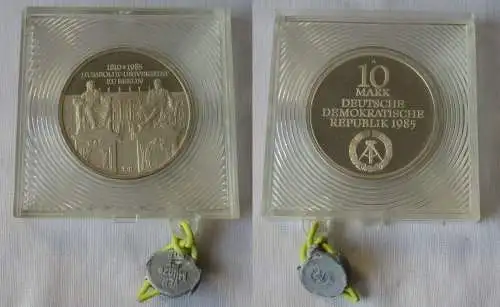 1810 • 1985
HUMBOLDT-UNIVERSITÄT
ZU BERLIN
A
10
MARK
DEUTSCHE
DEMOKRATISCHE
REPUBLIK 1985